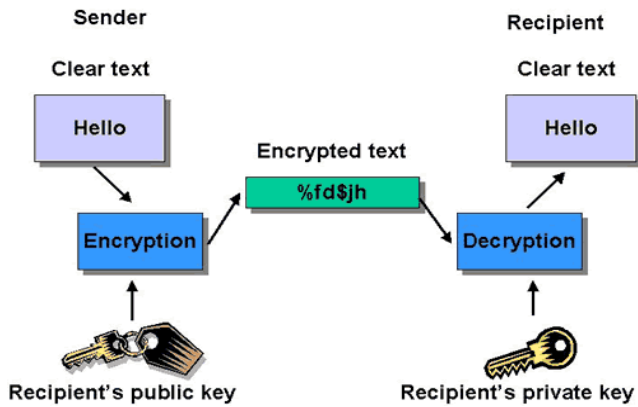 Sender
Recipient
Clear text
Clear text
Hello
Hello
Encrypted text
%fd$jh
Encryption
Decryption
Recipient's public key
Recipient's private key